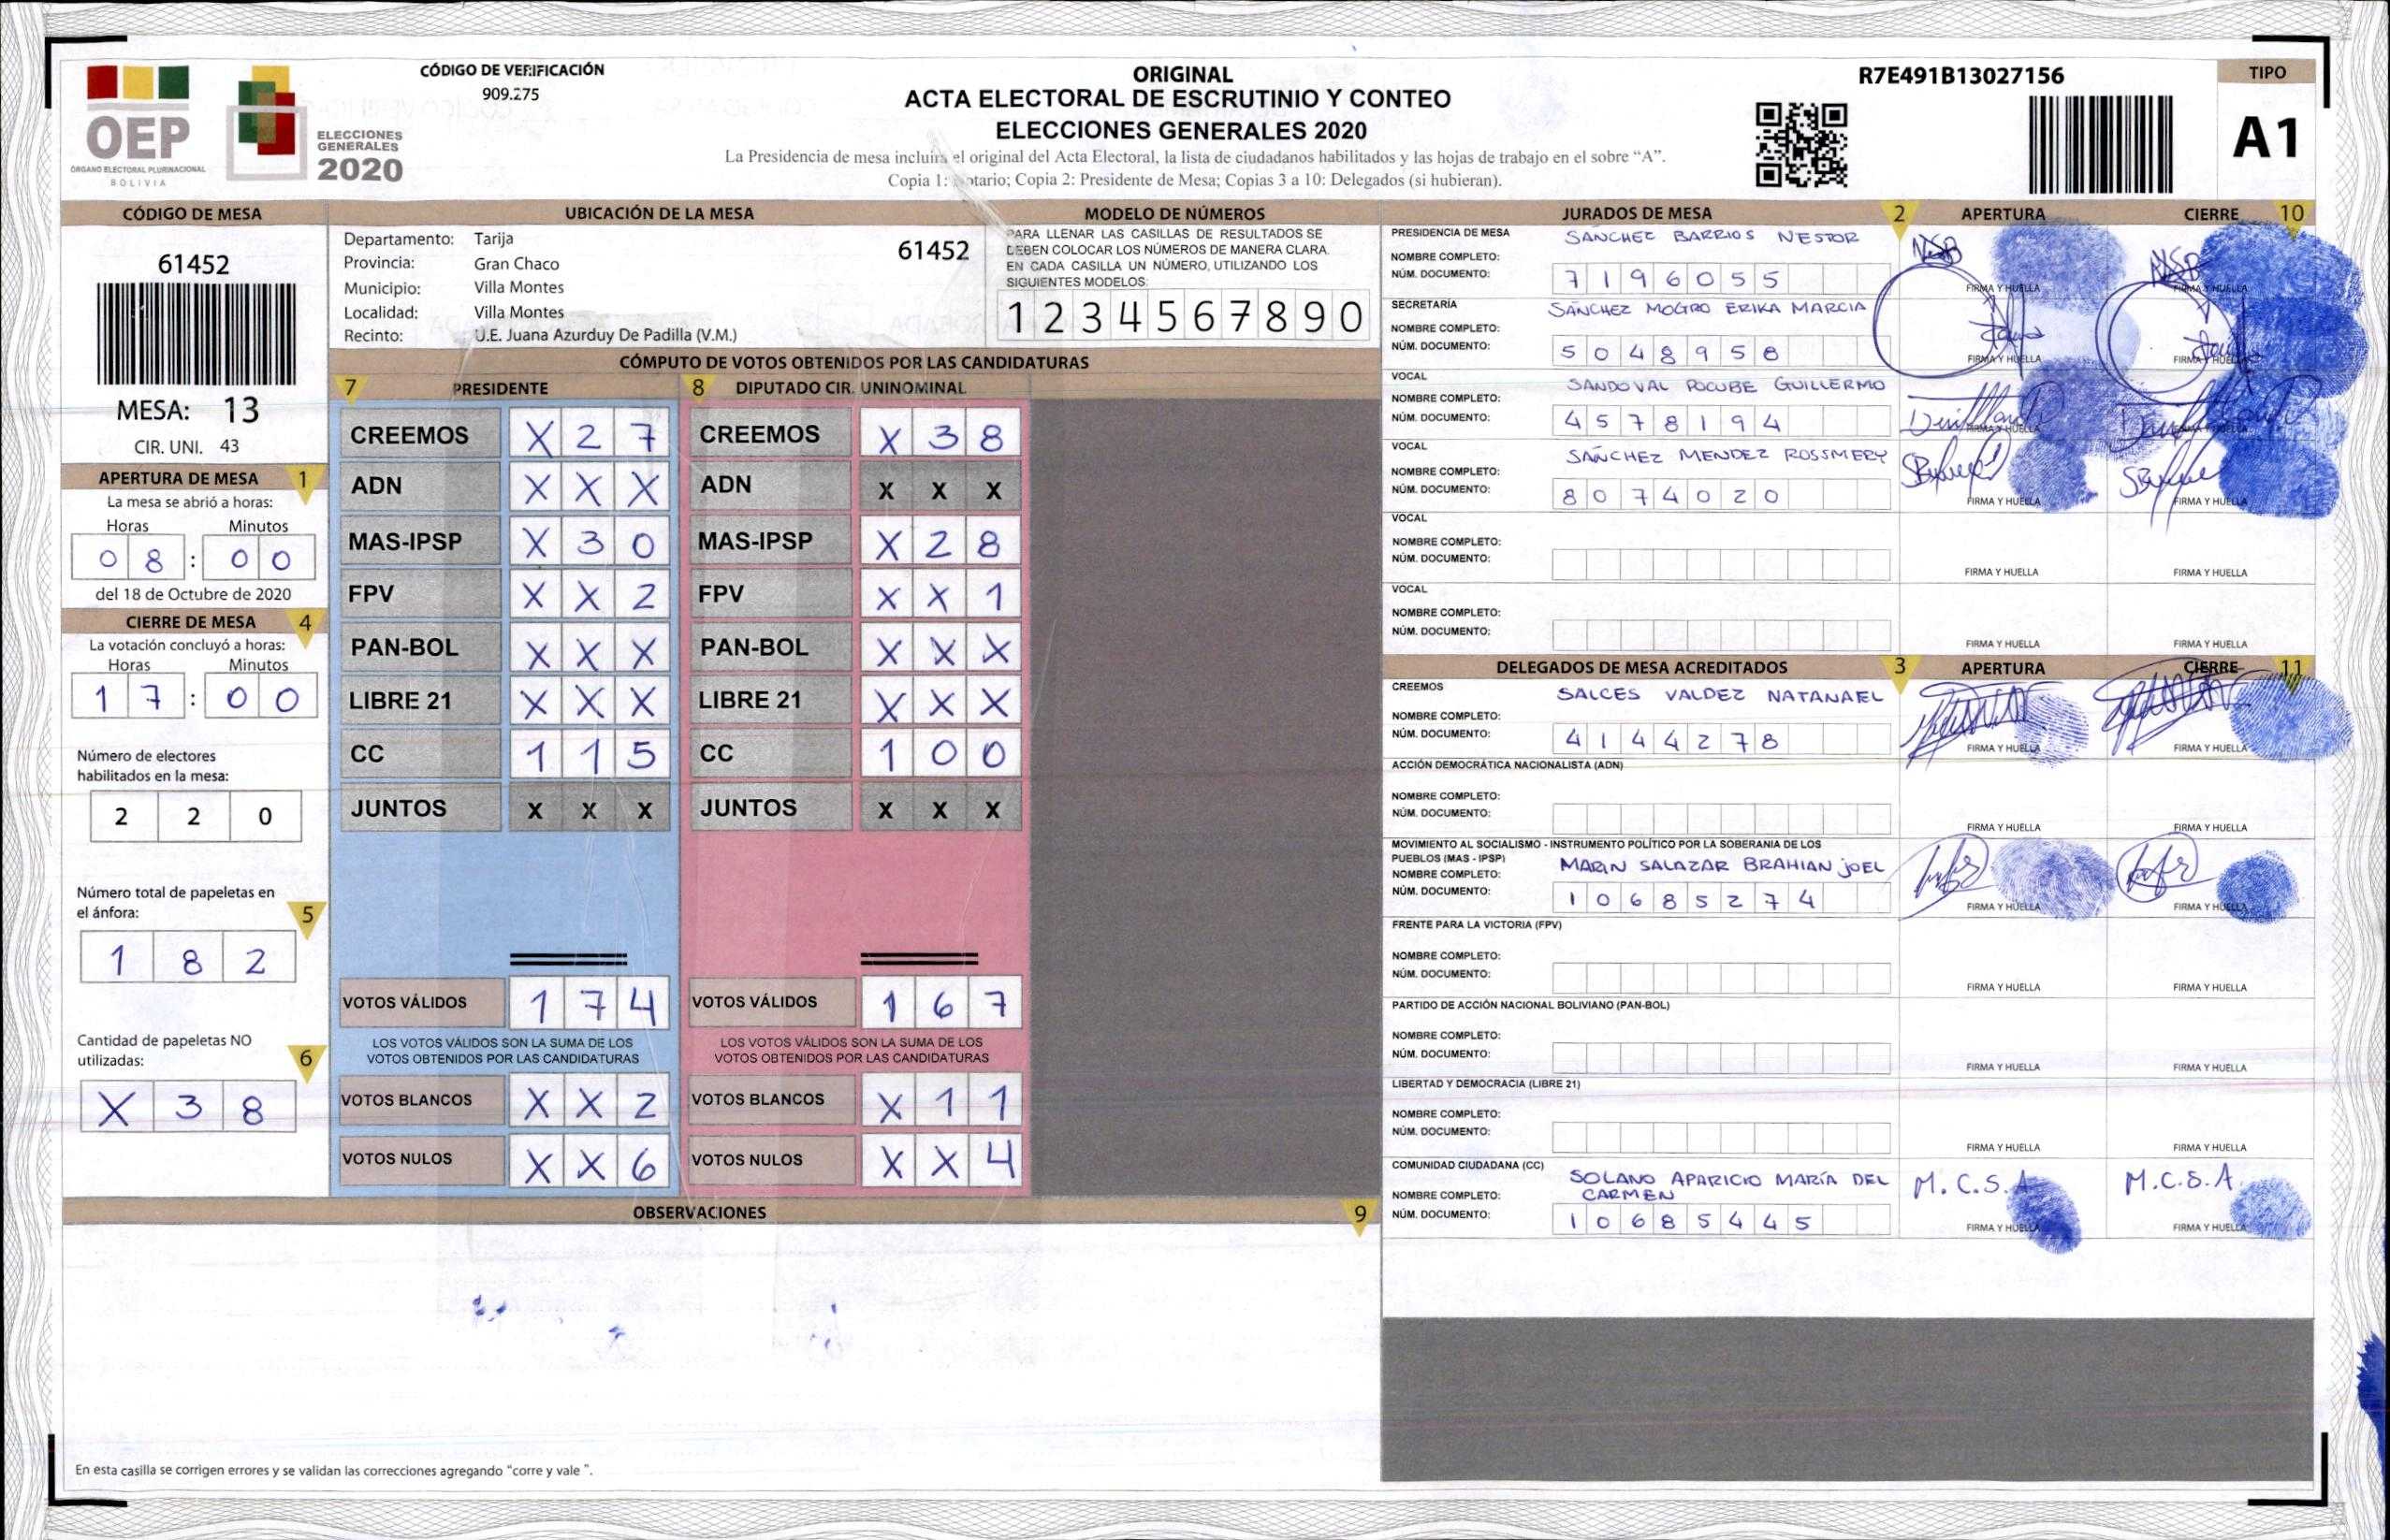 CÓDIGO DE VERIFICACIÓN
909.275
OEP
ÓRGANO ELECTORAL PLURINACIONAL
BOLIVIA
ELECCIONES
GENERALES
2020
ORIGINAL
ACTA ELECTORAL DE ESCRUTINIO Y CONTEO
ELECCIONES GENERALES 2020
La Presidencia de mesa incluirá el original del Acta Electoral, la lista de ciudadanos habilitados y las hojas de trabajo en el sobre “A”.
Copia 1: Notario; Copia 2: Presidente de Mesa; Copias 3 a 10: Delegados (si hubieran).
R7E491B13027156
TIPO
A1
CÓDIGO DE MESA
61452
MESA: 13
CIR. UNI. 43
APERTURA DE MESA 1
La mesa se abrió a horas:
Horas Minutos
0 8 : 0 0
del 18 de Octubre de 2020
CIERRE DE MESA 4
La votación concluyó a horas:
Horas Minutos
1 7 : 0 0
Número de electores
habilitados en la mesa:
2 2 0
Número total de papeletas en
el ánfora: 5
1 8 2
Cantidad de papeletas NO
utilizadas: 6
X 3 8
UBICACIÓN DE LA MESA
Departamento: Tarija
Provincia: Gran Chaco
Municipio: Villa Montes
Localidad: Villa Montes
Recinto: U.E. Juana Azurduy De Padilla (V.M.)
61452
MODELO DE NÚMEROS
PARA LLENAR LAS CASILLAS DE RESULTADOS SE
DEBEN COLOCAR LOS NÚMEROS DE MANERA CLARA.
EN CADA CASILLA UN NÚMERO, UTILIZANDO LOS
SIGUIENTES MODELOS:
1 2 3 4 5 6 7 8 9 0
CÓMPUTO DE VOTOS OBTENIDOS POR LAS CANDIDATURAS
7 PRESIDENTE 8 DIPUTADO CIR. UNINOMINAL
CREEMOS X 2 7 CREEMOS X 3 8
ADN X X X ADN X X X
MAS-IPSP X 3 0 MAS-IPSP X 2 8
FPV X X 2 FPV X X 1
PAN-BOL X X X PAN-BOL X X X
LIBRE 21 X X X LIBRE 21 X X X
CC 1 1 5 CC 1 0 0
JUNTOS X X X JUNTOS X X X
VOTOS VÁLIDOS 1 7 4 VOTOS VÁLIDOS 1 6 7
LOS VOTOS VÁLIDOS SON LA SUMA DE LOS LOS VOTOS VÁLIDOS SON LA SUMA DE LOS
VOTOS OBTENIDOS POR LAS CANDIDATURAS VOTOS OBTENIDOS POR LAS CANDIDATURAS
VOTOS BLANCOS X X 2 VOTOS BLANCOS X 1 1
VOTOS NULOS X X 6 VOTOS NULOS X X 4
OBSERVACIONES 9
En esta casilla se corrigen errores y se validan las correcciones agregando “corre y vale ”.
JURADOS DE MESA 2 APERTURA CIERRE 10
PRESIDENCIA DE MESA SANCHEZ BARRIOS NESTOR
NOMBRE COMPLETO:
NÚM. DOCUMENTO: 7 1 9 6 0 5 5
FIRMA Y HUELLA FIRMA Y HUELLA
SECRETARÍA SANCHEZ MOGRO ERIKA MARCIA
NOMBRE COMPLETO:
NÚM. DOCUMENTO: 5 0 4 8 9 5 8
FIRMA Y HUELLA FIRMA Y HUELLA
VOCAL SANDOVAL POCUBE GUILLERMO
NOMBRE COMPLETO:
NÚM. DOCUMENTO: 4 5 7 8 1 9 4
FIRMA Y HUELLA FIRMA Y HUELLA
VOCAL SANCHEZ MENDEZ ROSSMERY
NOMBRE COMPLETO:
NÚM. DOCUMENTO: 8 0 7 4 0 2 0
FIRMA Y HUELLA FIRMA Y HUELLA
VOCAL
NOMBRE COMPLETO:
NÚM. DOCUMENTO:
FIRMA Y HUELLA FIRMA Y HUELLA
VOCAL
NOMBRE COMPLETO:
NÚM. DOCUMENTO:
FIRMA Y HUELLA FIRMA Y HUELLA
DELEGADOS DE MESA ACREDITADOS 3 APERTURA CIERRE 11
CREEMOS SALCES VALDEZ NATANAEL
NOMBRE COMPLETO:
NÚM. DOCUMENTO: 4 1 4 4 2 7 8
FIRMA Y HUELLA FIRMA Y HUELLA
ACCIÓN DEMOCRÁTICA NACIONALISTA (ADN)
NOMBRE COMPLETO:
NÚM. DOCUMENTO:
FIRMA Y HUELLA FIRMA Y HUELLA
MOVIMIENTO AL SOCIALISMO - INSTRUMENTO POLÍTICO POR LA SOBERANIA DE LOS
PUEBLOS (MAS - IPSP) MARIN SALAZAR BRAHIAN JOEL
NOMBRE COMPLETO:
NÚM. DOCUMENTO: 1 0 6 8 5 2 7 4
FIRMA Y HUELLA FIRMA Y HUELLA
FRENTE PARA LA VICTORIA (FPV)
NOMBRE COMPLETO:
NÚM. DOCUMENTO:
FIRMA Y HUELLA FIRMA Y HUELLA
PARTIDO DE ACCIÓN NACIONAL BOLIVIANO (PAN-BOL)
NOMBRE COMPLETO:
NÚM. DOCUMENTO:
FIRMA Y HUELLA FIRMA Y HUELLA
LIBERTAD Y DEMOCRACIA (LIBRE 21)
NOMBRE COMPLETO:
NÚM. DOCUMENTO:
FIRMA Y HUELLA FIRMA Y HUELLA
COMUNIDAD CIUDADANA (CC) SOLANO APARICIO MARÍA DEL
NOMBRE COMPLETO: CARMEN M. C. S. A M.C.S.A.
NÚM. DOCUMENTO: 1 0 6 8 5 4 4 5
FIRMA Y HUELLA FIRMA Y HUELLA